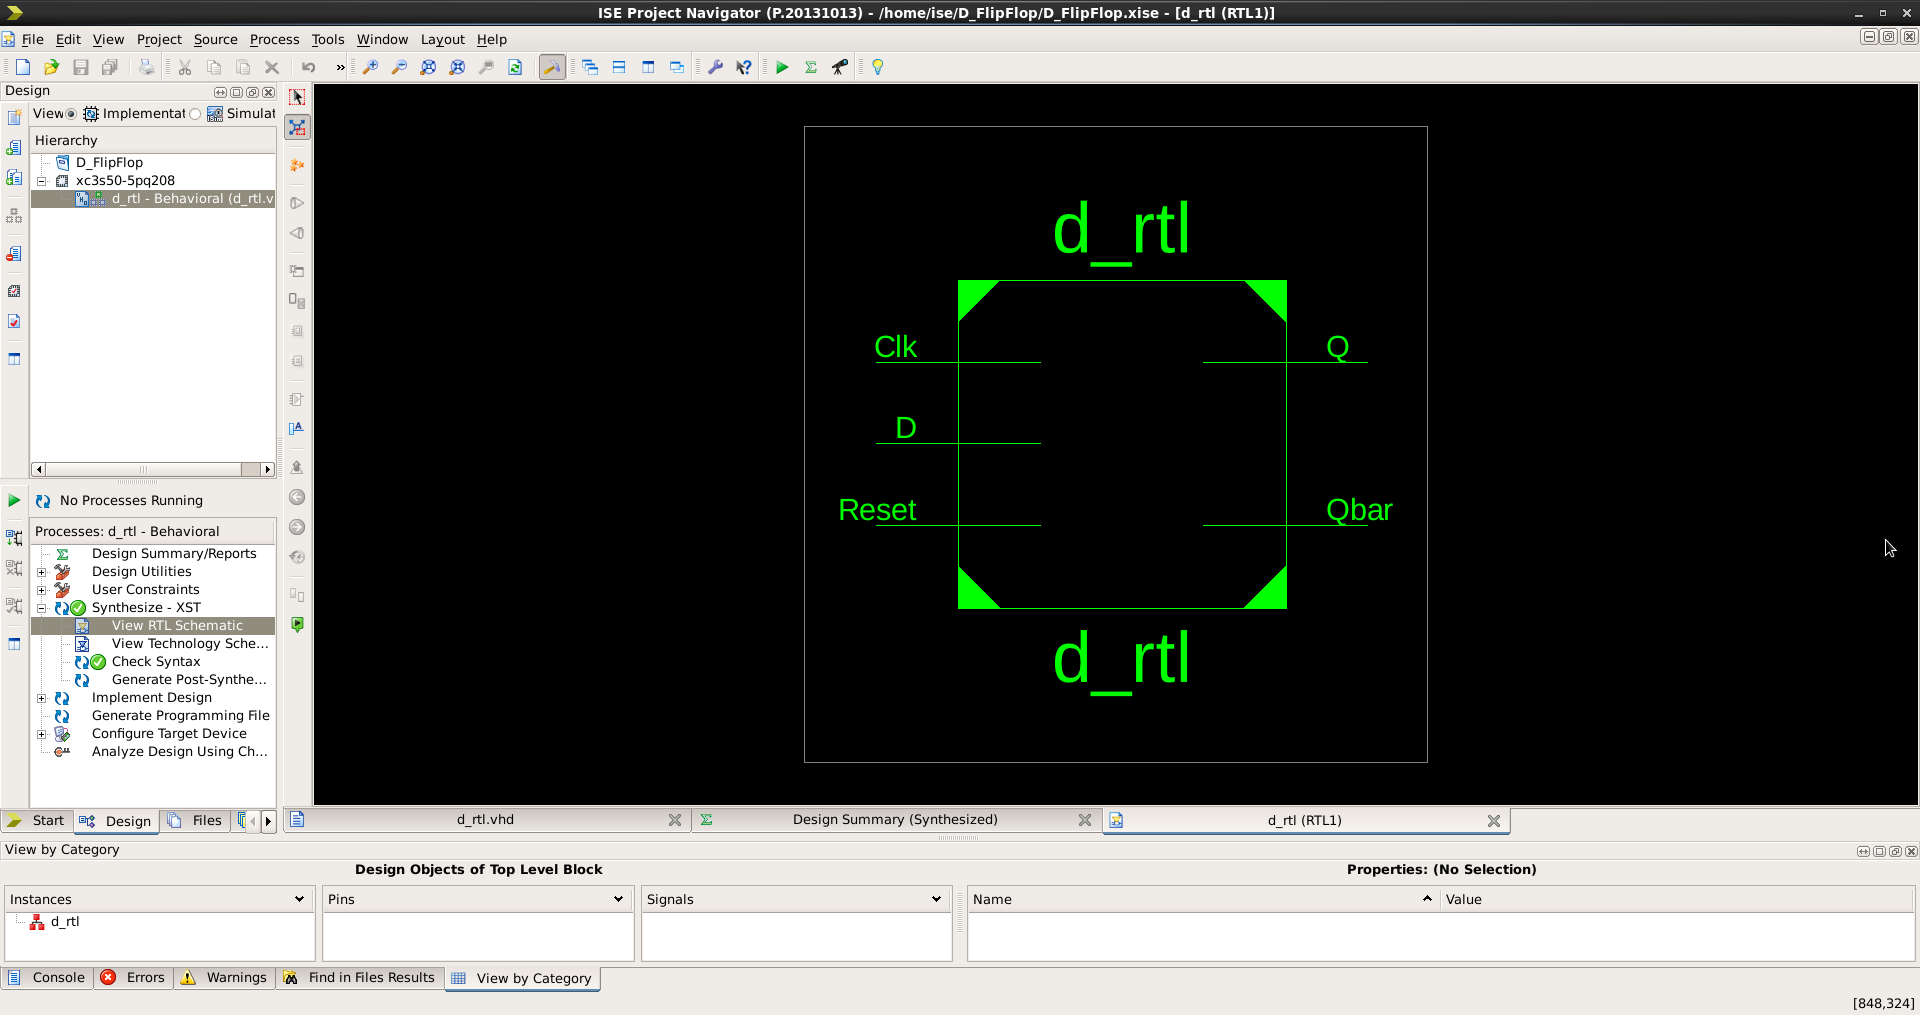 ISE Project Navigator (P.20131013) - /home/ise/D_FlipFlop/D_FlipFlop.xise - [d_rtl (RTL1)]
File Edit View Project Source Process Tools Window Layout Help
Design
View Implementat Simulat
Hierarchy
D_FlipFlop
xc3s50-5pq208
d_rtl - Behavioral (d_rtl.v
No Processes Running
Processes: d_rtl - Behavioral
Design Summary/Reports
Design Utilities
User Constraints
Synthesize - XST
View RTL Schematic
View Technology Sche...
Check Syntax
Generate Post-Synthe...
Implement Design
Generate Programming File
Configure Target Device
Analyze Design Using Ch...
Start Design Files
d_rtl
Clk Q
D
Reset Qbar
d_rtl
d_rtl.vhd Design Summary (Synthesized) d_rtl (RTL1)
View by Category
Design Objects of Top Level Block Properties: (No Selection)
Instances Pins Signals Name Value
d_rtl
Console Errors Warnings Find in Files Results View by Category
[848,324]